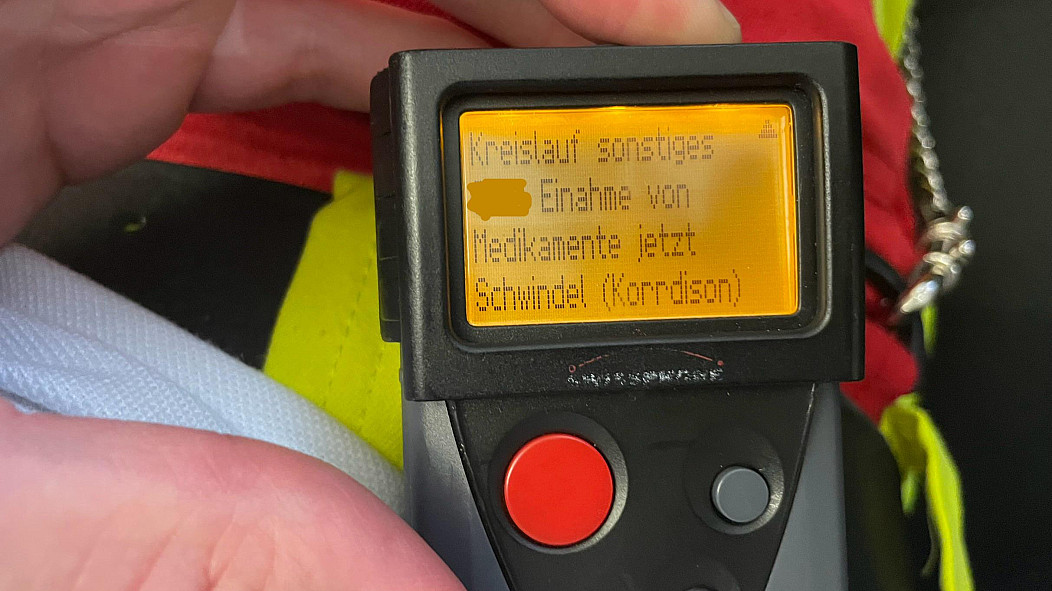 Kreislauf sonstiges
Einahme von
Medikamente jetzt
Schwindel (Korrdison)